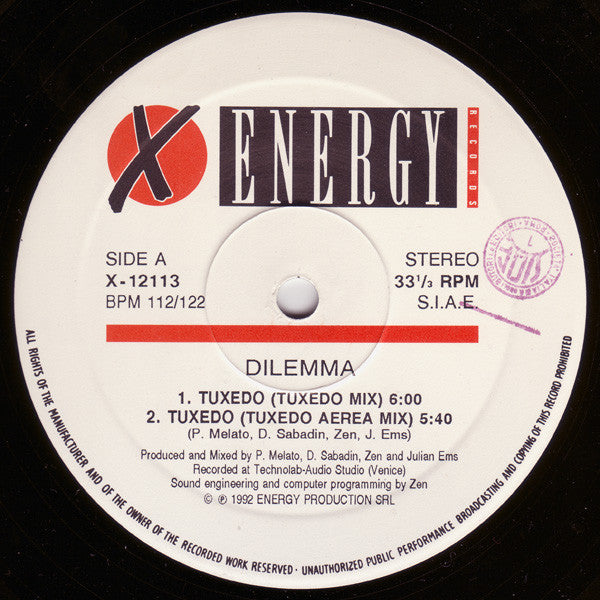 X ENERGY
RECORDS
SIDE A
STEREO
X-12113
33 1/3 RPM
BPM 112/122
S.I.A.E.
DILEMMA
1. TUXEDO (TUXEDO MIX) 6:00
2. TUXEDO (TUXEDO AEREA MIX) 5:40
(P. Melato, D. Sabadin, Zen, J. Ems)
Produced and Mixed by P. Melato, D. Sabadin, Zen and Julian Ems
Recorded at Technolab-Audio Studio (Venice)
Sound engineering and computer programming by Zen
© ℗ 1992 ENERGY PRODUCTION SRL
ALL RIGHTS OF THE MANUFACTURER AND OF THE OWNER OF THE RECORDED WORK RESERVED · UNAUTHORIZED PUBLIC PERFORMANCE BROADCASTING AND COPYING OF THIS RECORD PROHIBITED